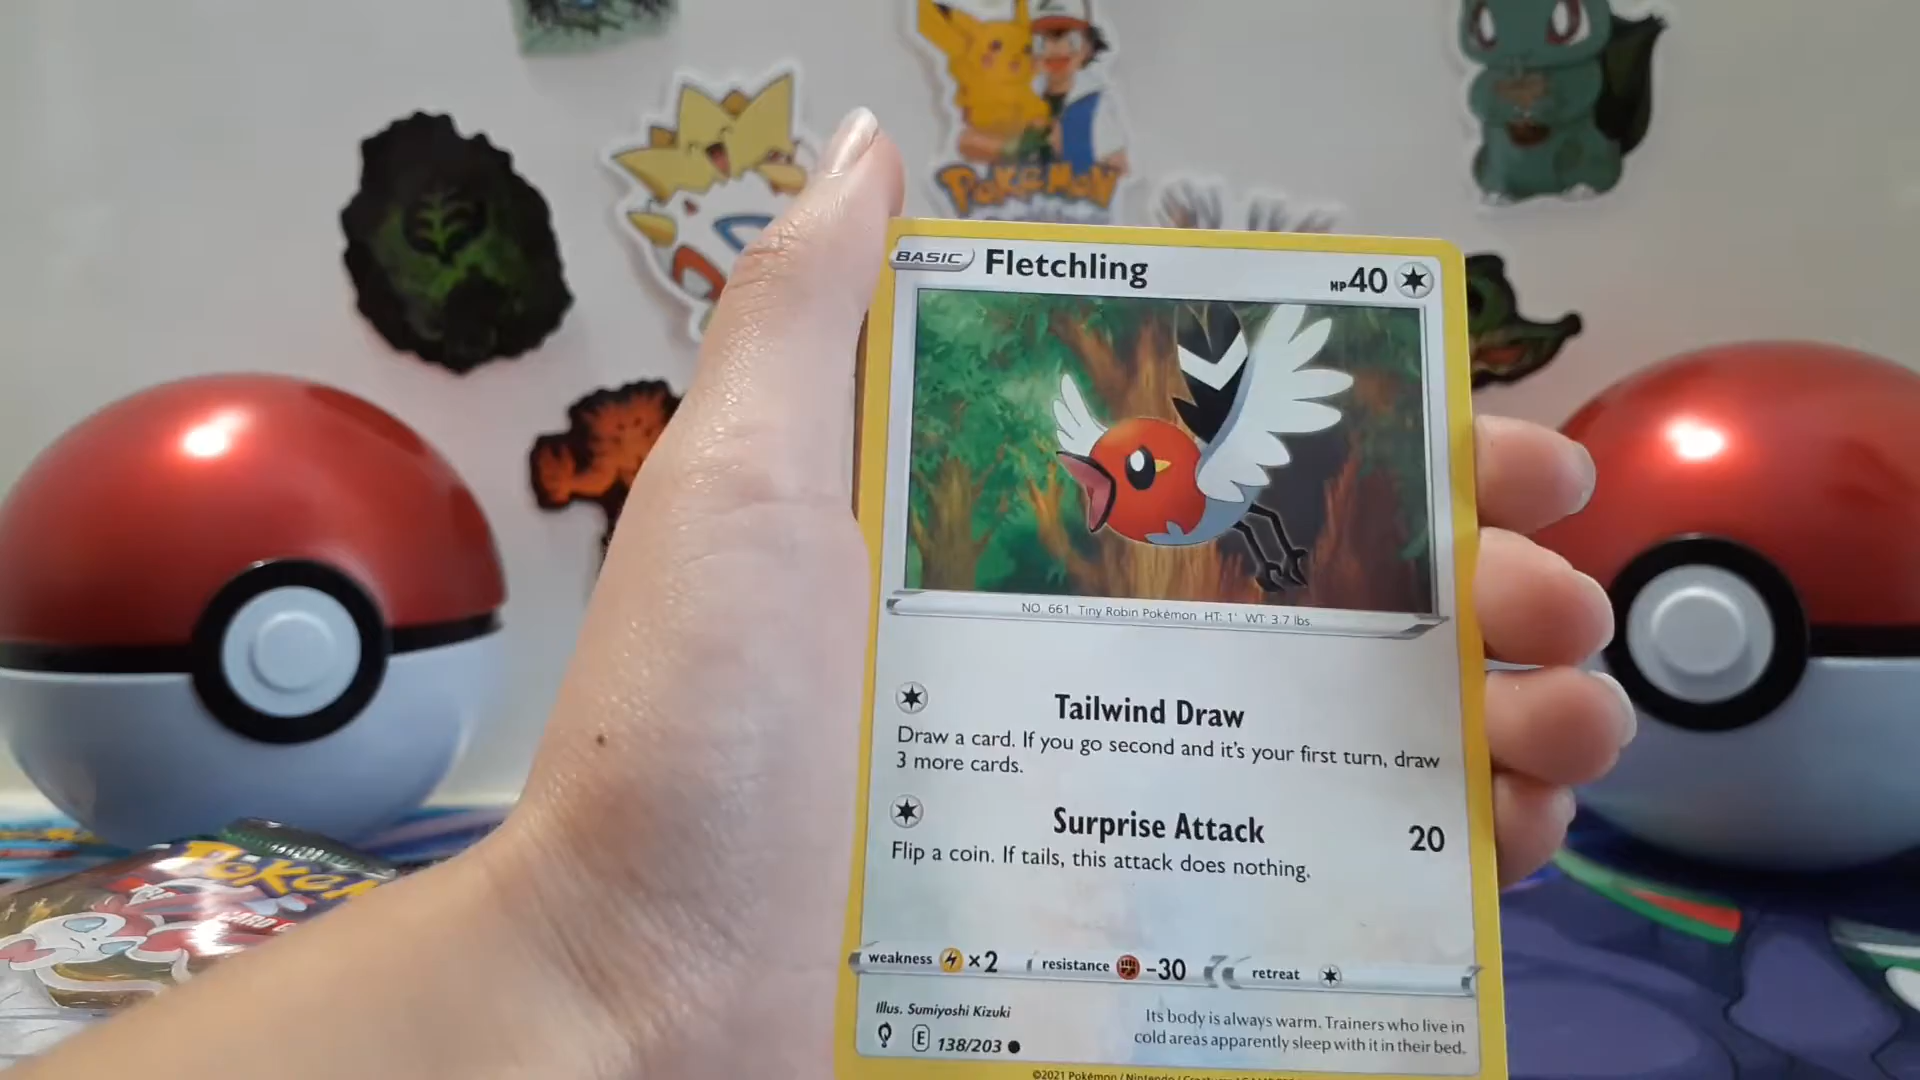 POKÉMON
BASIC Fletchling HP 40
NO. 661 Tiny Robin Pokémon HT: 1' WT: 3.7 lbs.
Tailwind Draw
Draw a card. If you go second and it's your first turn, draw
3 more cards.
Surprise Attack 20
Flip a coin. If tails, this attack does nothing.
weakness ×2 resistance -30 retreat
Illus. Sumiyoshi Kizuki
E 138/203
Its body is always warm. Trainers who live in
cold areas apparently sleep with it in their bed.
©2021 Pokémon / Nintendo /